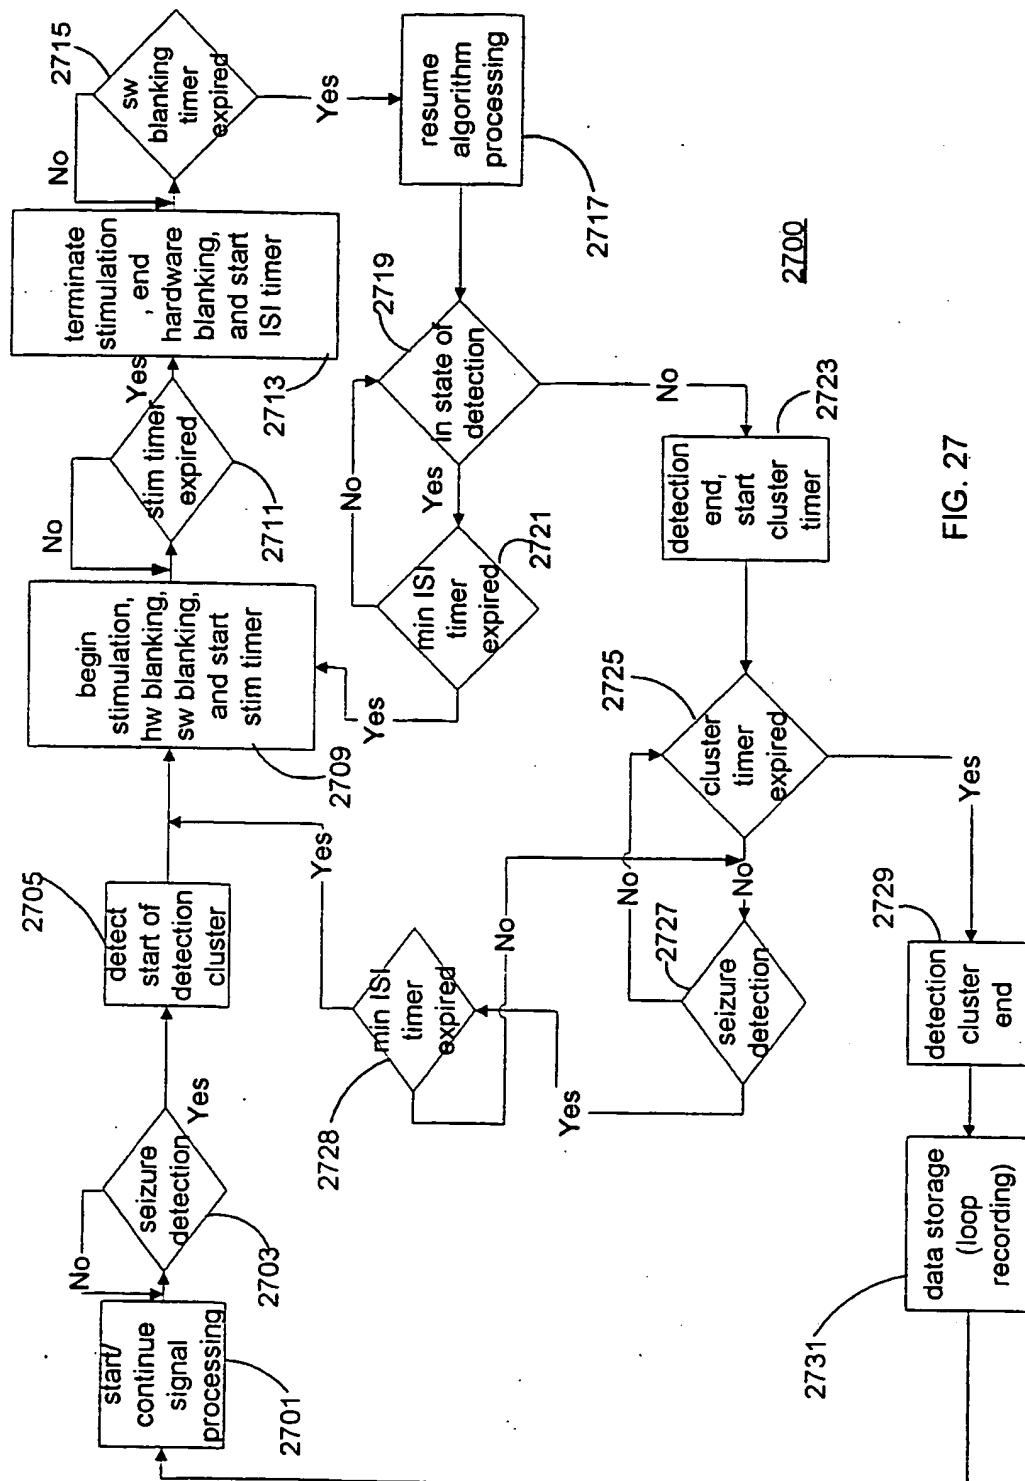 start/
continue
signal
processing
2701
No
seizure
detection
2703
Yes
detect
start of
detection
cluster
2705
begin
stimulation,
hw blanking,
sw blanking,
and start
stim timer
2709
No
stim timer
expired
2711
Yes
terminate
stimulation
, end
hardware
blanking,
and start
ISI timer
2713
No
sw
blanking
timer
expired
2715
Yes
resume
algorithm
processing
2717
in state of
detection
2719
Yes
No
min ISI
timer
expired
2721
Yes
No
detection
end,
start
cluster
timer
2723
cluster
timer
expired
2725
No
No
seizure
detection
2727
Yes
min ISI
timer
expired
2728
Yes
No
Yes
detection
cluster
end
2729
data storage
(loop
recording)
2731
2700
FIG. 27